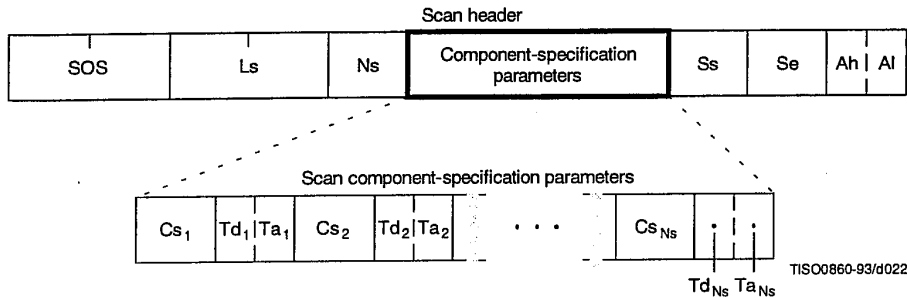 Scan header
SOS Ls Ns Component-specification parameters Ss Se Ah Al
Scan component-specification parameters
Cs1 Td1 Ta1 Cs2 Td2 Ta2 . . . CsNs
TdNs TaNs
TISO0860-93/d022